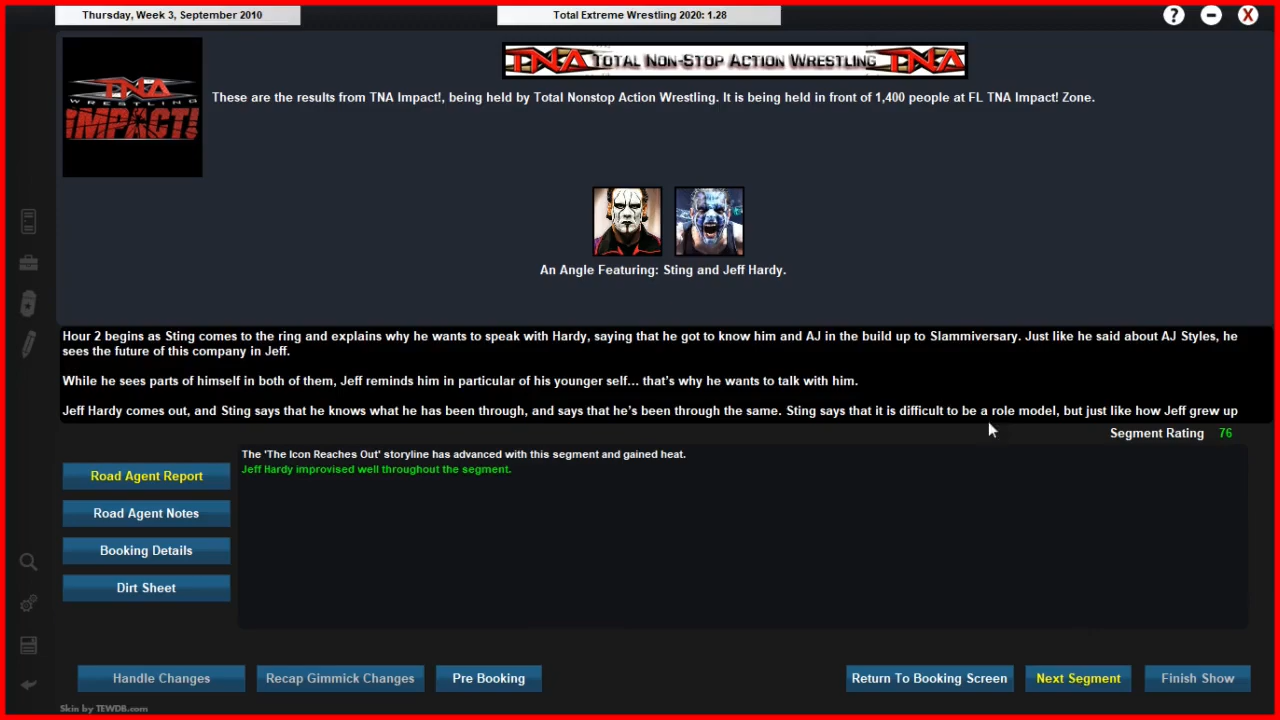 Thursday, Week 3, September 2010
Total Extreme Wrestling 2020: 1.28
?
X
TNA
WRESTLING
IMPACT!
TNA TOTAL NON-STOP ACTION WRESTLING TNA
These are the results from TNA Impact!, being held by Total Nonstop Action Wrestling. It is being held in front of 1,400 people at FL TNA Impact! Zone.
An Angle Featuring: Sting and Jeff Hardy.
Hour 2 begins as Sting comes to the ring and explains why he wants to speak with Hardy, saying that he got to know him and AJ in the build up to Slammiversary. Just like he said about AJ Styles, he
sees the future of this company in Jeff.
While he sees parts of himself in both of them, Jeff reminds him in particular of his younger self... that's why he wants to talk with him.
Jeff Hardy comes out, and Sting says that he knows what he has been through, and says that he's been through the same. Sting says that it is difficult to be a role model, but just like how Jeff grew up
Segment Rating 76
The 'The Icon Reaches Out' storyline has advanced with this segment and gained heat.
Jeff Hardy improvised well throughout the segment.
Road Agent Report
Road Agent Notes
Booking Details
Dirt Sheet
Handle Changes
Recap Gimmick Changes
Pre Booking
Return To Booking Screen
Next Segment
Finish Show
Skin by TEWDB.com